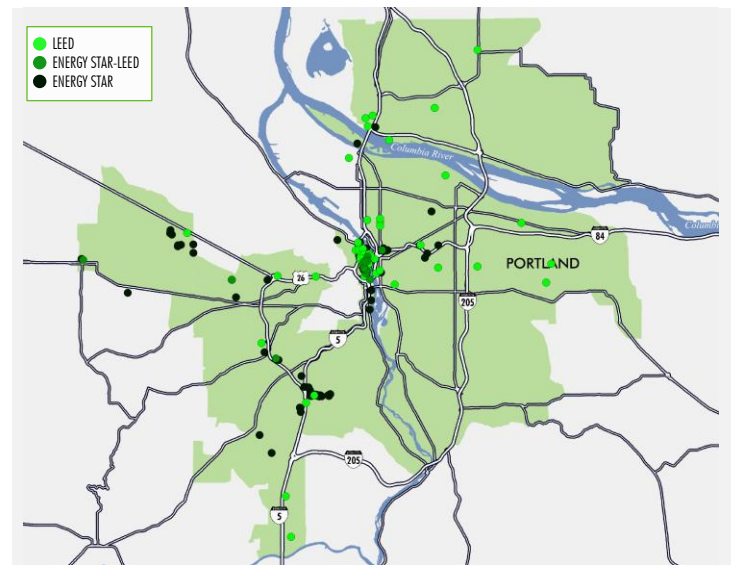 LEED
ENERGY STAR-LEED
ENERGY STAR
Columbia River
Columbia
84
PORTLAND
26
205
5
205
5